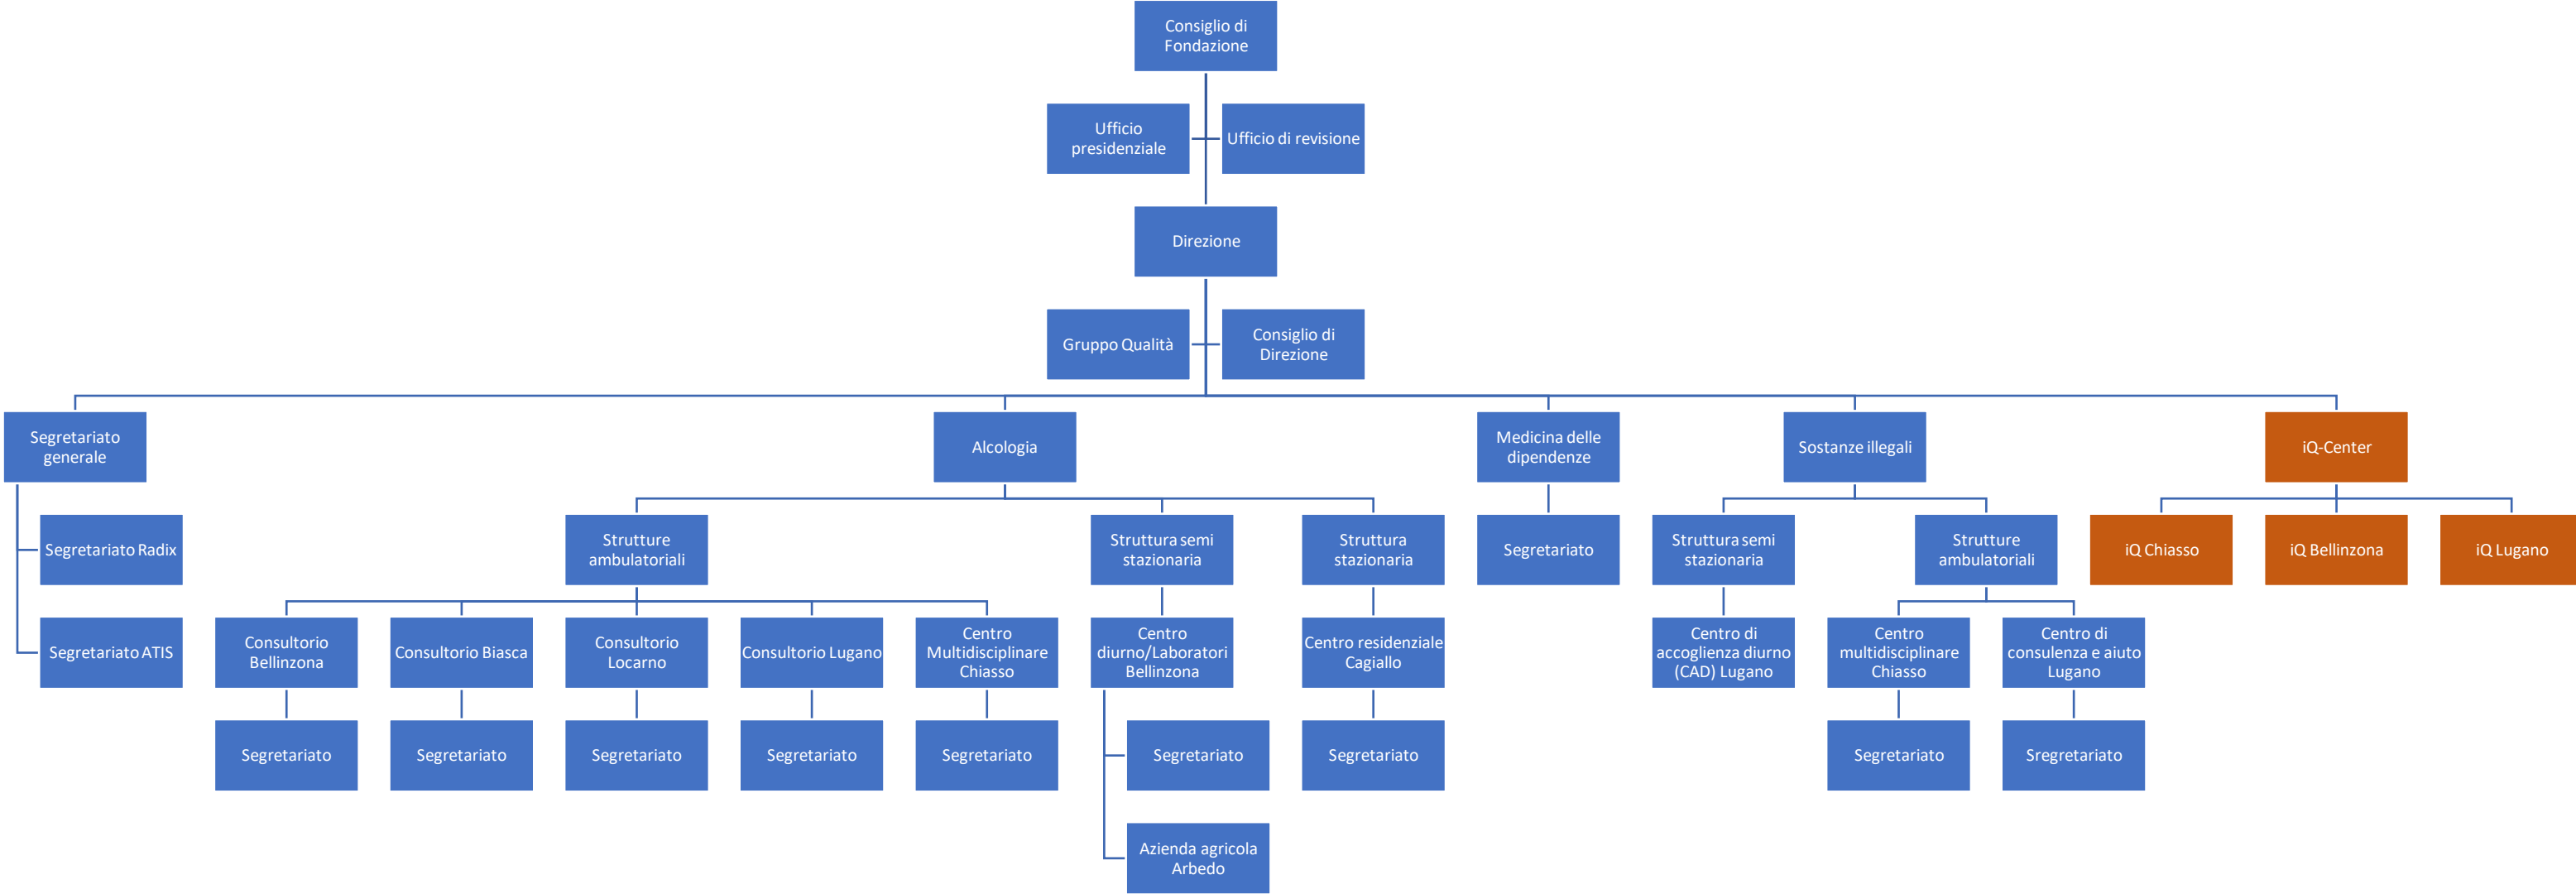 Consiglio di
Fondazione
Ufficio
presidenziale
Ufficio di revisione
Direzione
Gruppo Qualità
Consiglio di
Direzione
Segretariato
generale
Alcologia
Medicina delle
dipendenze
Sostanze illegali
iQ-Center
Segretariato Radix
Strutture
ambulatoriali
Struttura semi
stazionaria
Struttura
stazionaria
Segretariato
Struttura semi
stazionaria
Strutture
ambulatoriali
iQ Chiasso
iQ Bellinzona
iQ Lugano
Segretariato ATIS
Consultorio
Bellinzona
Consultorio Biasca
Consultorio
Locarno
Consultorio Lugano
Centro
Multidisciplinare
Chiasso
Centro
diurno/Laboratori
Bellinzona
Centro residenziale
Cagiallo
Centro di
accoglienza diurno
(CAD) Lugano
Centro
multidisciplinare
Chiasso
Centro di
consulenza e aiuto
Lugano
Segretariato
Segretariato
Segretariato
Segretariato
Segretariato
Segretariato
Segretariato
Segretariato
Sregretariato
Azienda agricola
Arbedo